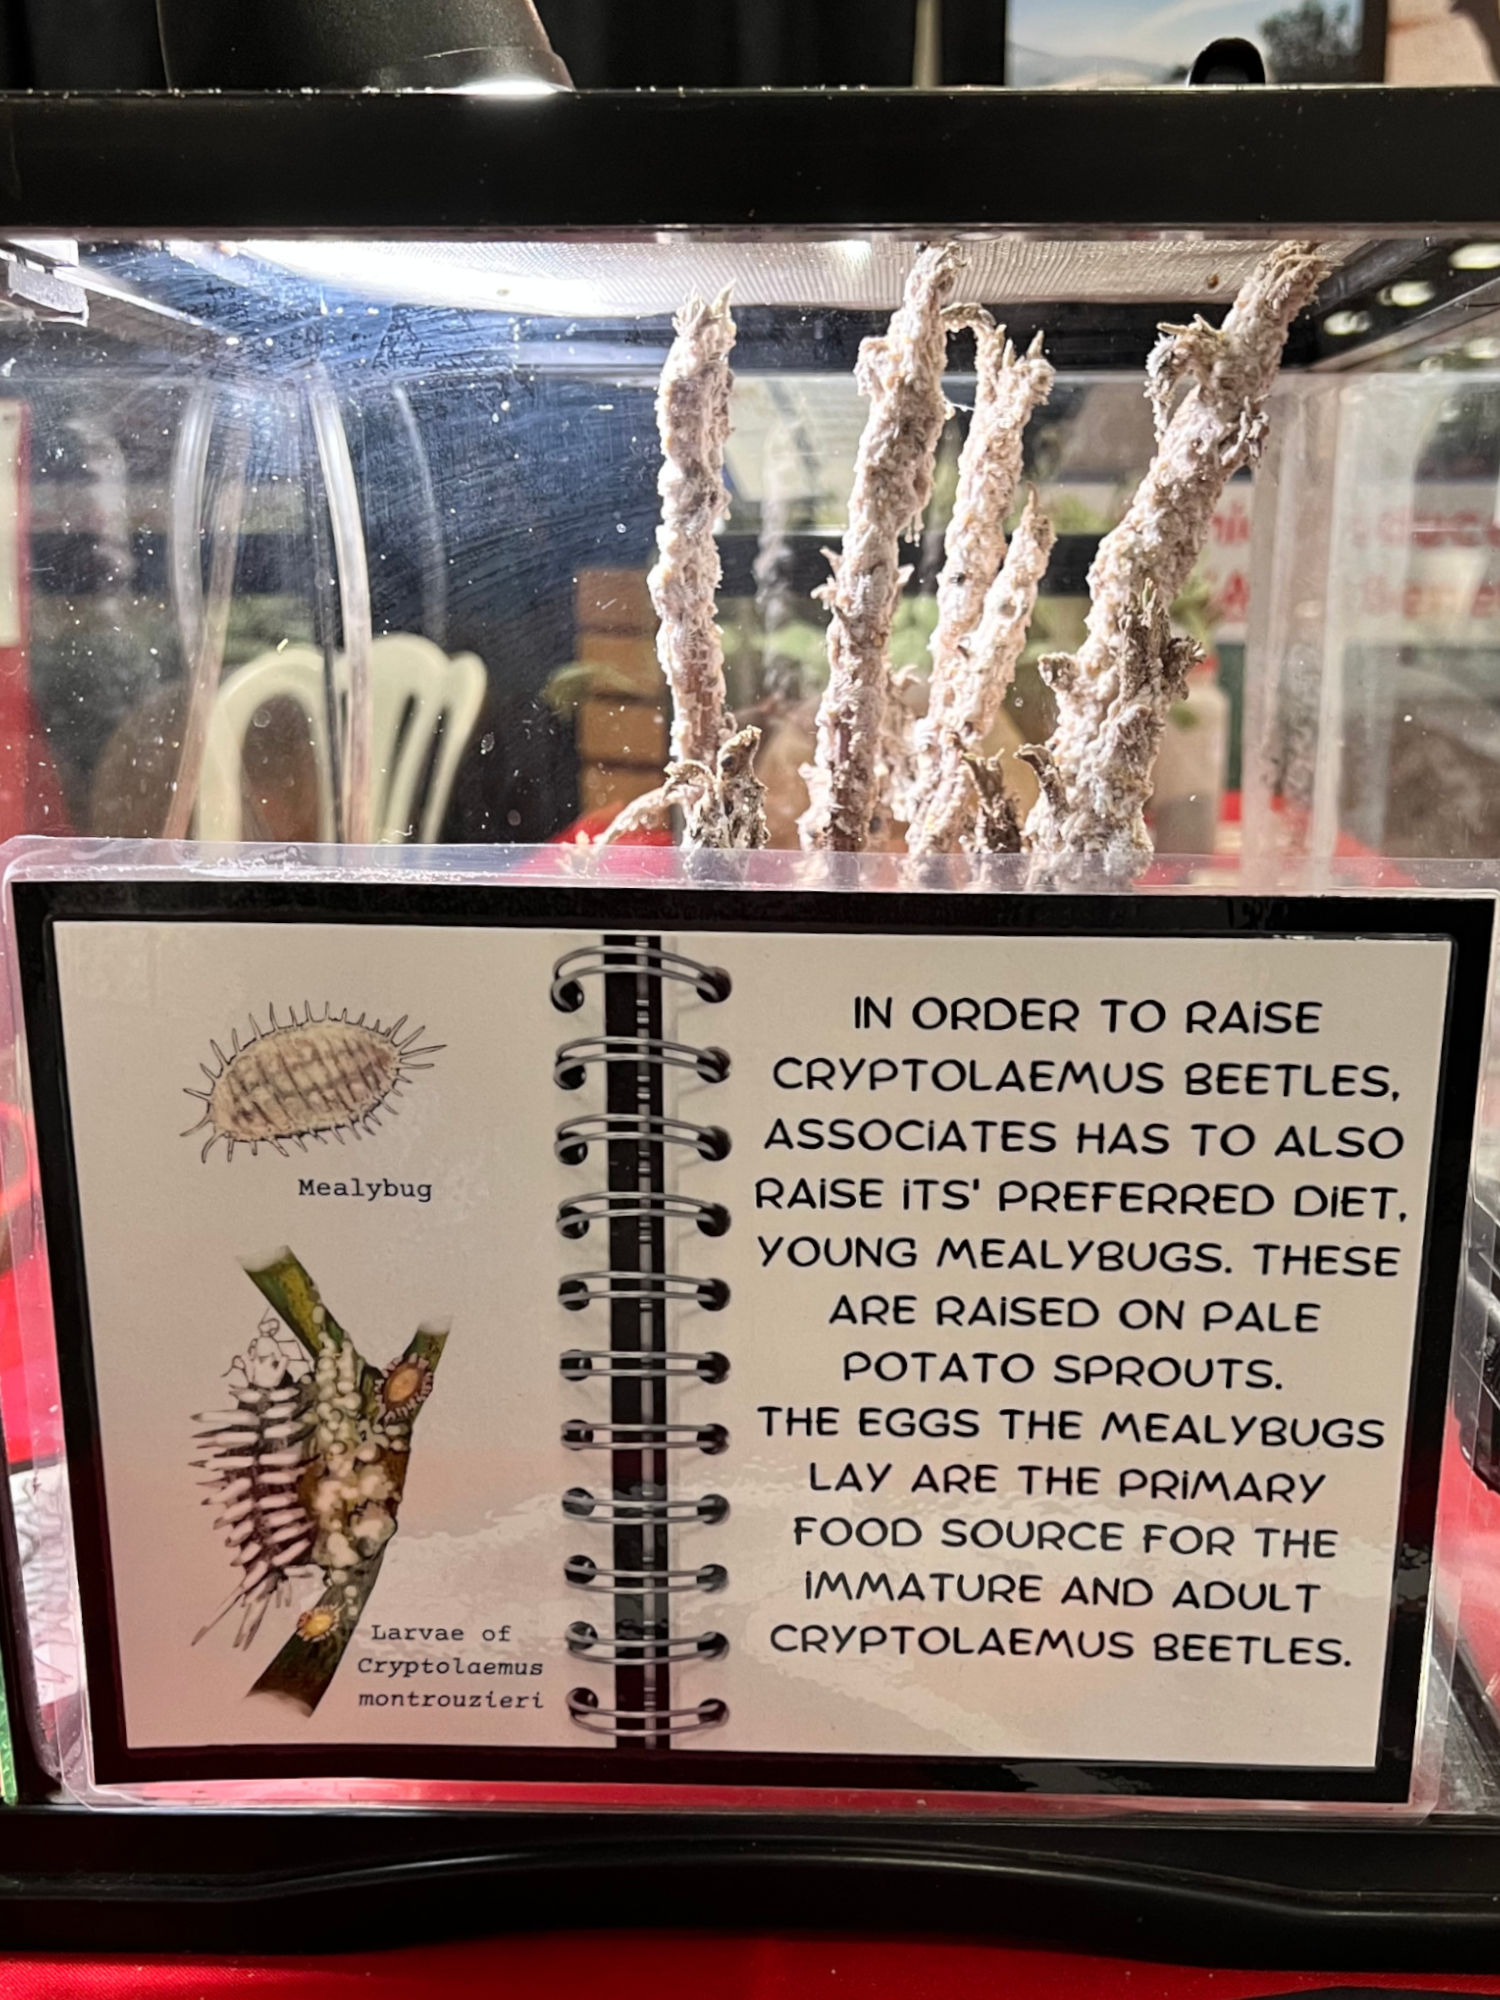 Mealybug
Larvae of
Cryptolaemus
montrouzieri
IN ORDER TO RAISE
CRYPTOLAEMUS BEETLES,
ASSOCIATES HAS TO ALSO
RAISE ITS' PREFERRED DIET,
YOUNG MEALYBUGS. THESE
ARE RAISED ON PALE
POTATO SPROUTS.
THE EGGS THE MEALYBUGS
LAY ARE THE PRIMARY
FOOD SOURCE FOR THE
IMMATURE AND ADULT
CRYPTOLAEMUS BEETLES.